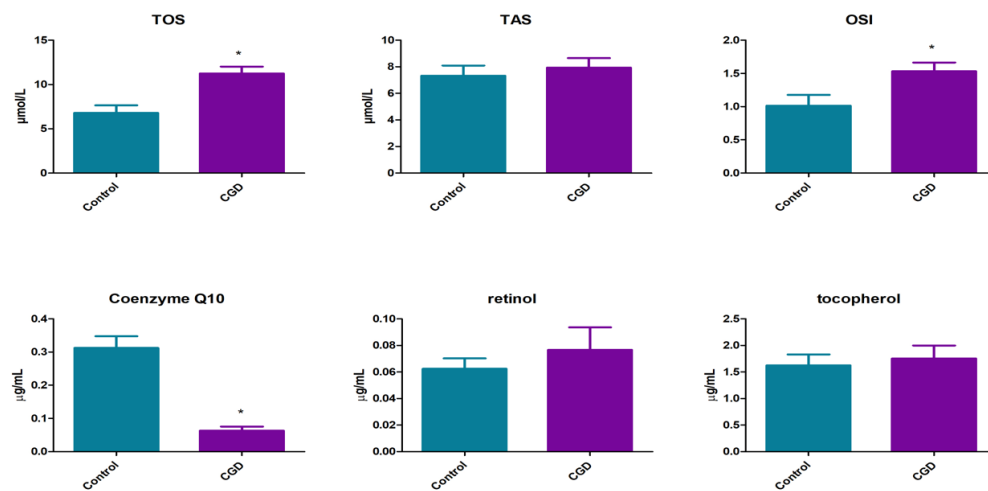 TOS
15
10
5
0
µmol/L
*
Control
CGD
TAS
10
8
6
4
2
0
µmol/L
Control
CGD
OSI
2.0
1.5
1.0
0.5
0.0
*
Control
CGD
Coenzyme Q10
0.4
0.3
0.2
0.1
0.0
µg/mL
*
Control
CGD
retinol
0.10
0.08
0.06
0.04
0.02
0.00
µg/mL
Control
CGD
tocopherol
2.5
2.0
1.5
1.0
0.5
0.0
µg/mL
Control
CGD